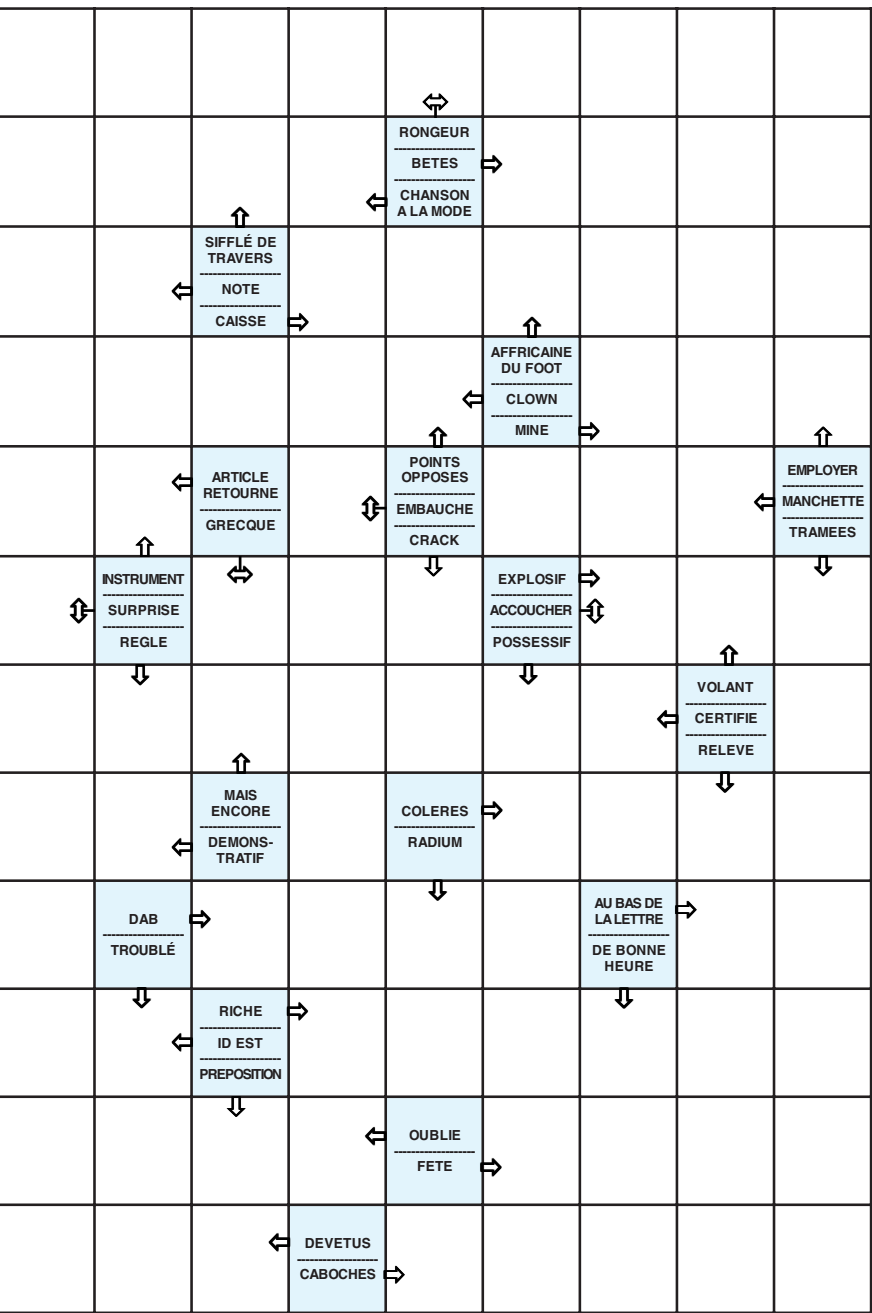 RONGEUR
BETES
CHANSON
A LA MODE
SIFFLÉ DE
TRAVERS
NOTE
CAISSE
AFFRICAINE
DU FOOT
CLOWN
MINE
ARTICLE
RETOURNE
GRECQUE
POINTS
OPPOSES
EMBAUCHE
CRACK
EMPLOYER
MANCHETTE
TRAMEES
INSTRUMENT
SURPRISE
REGLE
EXPLOSIF
ACCOUCHER
POSSESSIF
VOLANT
CERTIFIE
RELEVE
MAIS
ENCORE
DEMONS-
TRATIF
COLERES
RADIUM
DAB
TROUBLÉ
AU BAS DE
LA LETTRE
DE BONNE
HEURE
RICHE
ID EST
PREPOSITION
OUBLIE
FETE
DEVETUS
CABOCHES